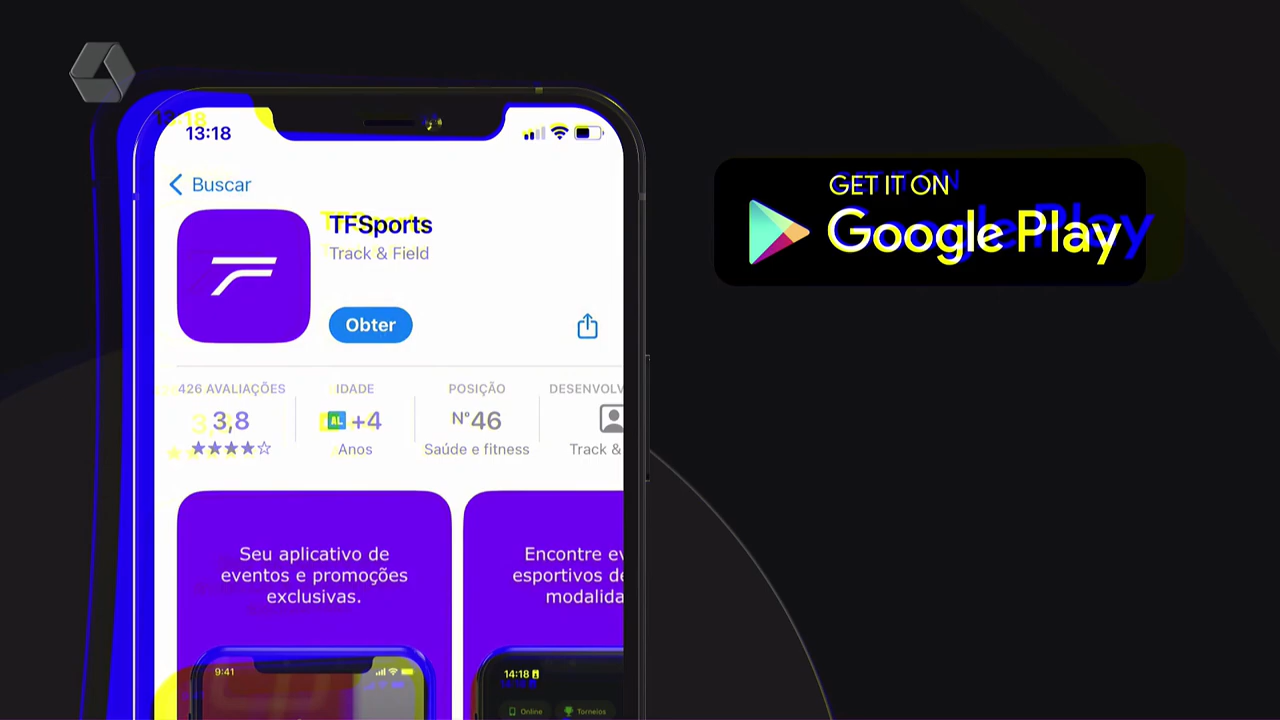 13:18
Buscar
TFSports
Track & Field
Obter
426 AVALIAÇÕES
3,8
IDADE
AL +4
Anos
POSIÇÃO
Nº46
Saúde e fitness
DESENVOLV
Track &
Seu aplicativo de
eventos e promoções
exclusivas.
9:41
Encontre ev
esportivos de
modalida
14:18
Online
Torneios
GET IT ON
Google Play